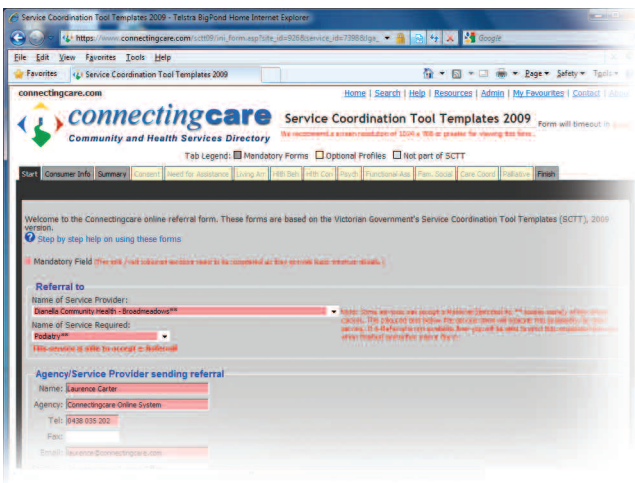 Service Coordination Tool Templates 2009 - Telstra BigPond Home Internet Explorer
Google
File Edit View Favorites Tools Help
Favorites Service Coordination Tool Templates 2009 Page Safety Tools
connectingcare.com Home | Search | Help | Resources | Admin | My Favourites | Contact |
connectingcare Service Coordination Tool Templates 2009 Form will timeout in
Community and Health Services Directory
Tab Legend: Mandatory Forms Optional Profiles Not part of SCTT
Start Consumer Info Summary Consent Need for Assistance Living Arr Hlth Beh Hlth Con Psych Functional Ass Fam. Social Care Coord Palliative Finish
Welcome to the Connectingcare online referral form. These forms are based on the Victorian Government's Service Coordination Tool Templates (SCTT), 2009
version.
Step by step help on using these forms
Mandatory Field
Referral to
Name of Service Provider:
Dianella Community Health - Broadmeadows**
Name of Service Required:
Podiatry**
This service is able to accept e-Referral
Agency/Service Provider sending referral
Name: Laurence Carter
Agency: Connectingcare Online System
Tel: 0438 035 202
Fax:
Email: laurence@connectingcare.com